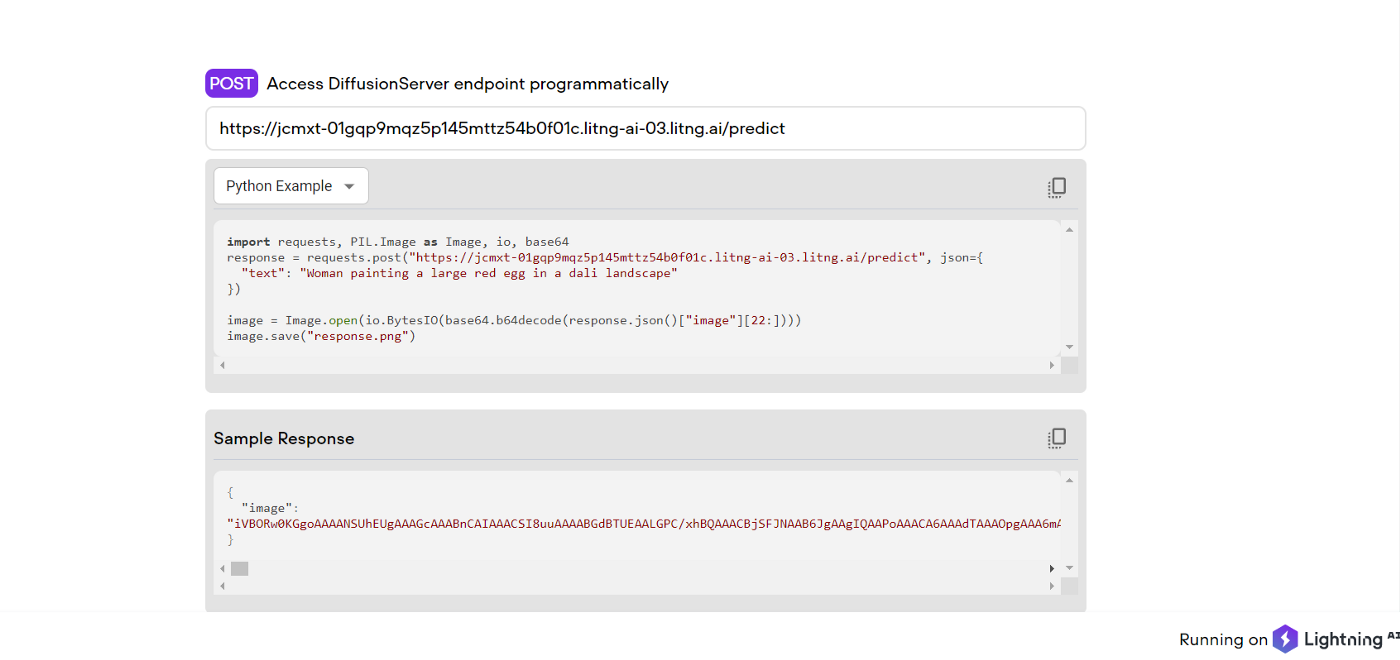 POST Access DiffusionServer endpoint programmatically
https://jcmxt-01gqp9mqz5p145mttz54b0f01c.litng-ai-03.litng.ai/predict
Python Example
import requests, PIL.Image as Image, io, base64
response = requests.post("https://jcmxt-01gqp9mqz5p145mttz54b0f01c.litng-ai-03.litng.ai/predict", json={
"text": "Woman painting a large red egg in a dali landscape"
})
image = Image.open(io.BytesIO(base64.b64decode(response.json()["image"][22:])))
image.save("response.png")
Sample Response
{
"image":
"iVBORw0KGgoAAAANSUhEUgAAAGcAAABnCAIAAACSI8uuAAAABGdBTUEAALGPC/xhBQAAACBjSFJNAAB6JgAAgIQAAPoAAACA6AAAdTAAAOpgAAA6mA
}
Running on Lightning AI